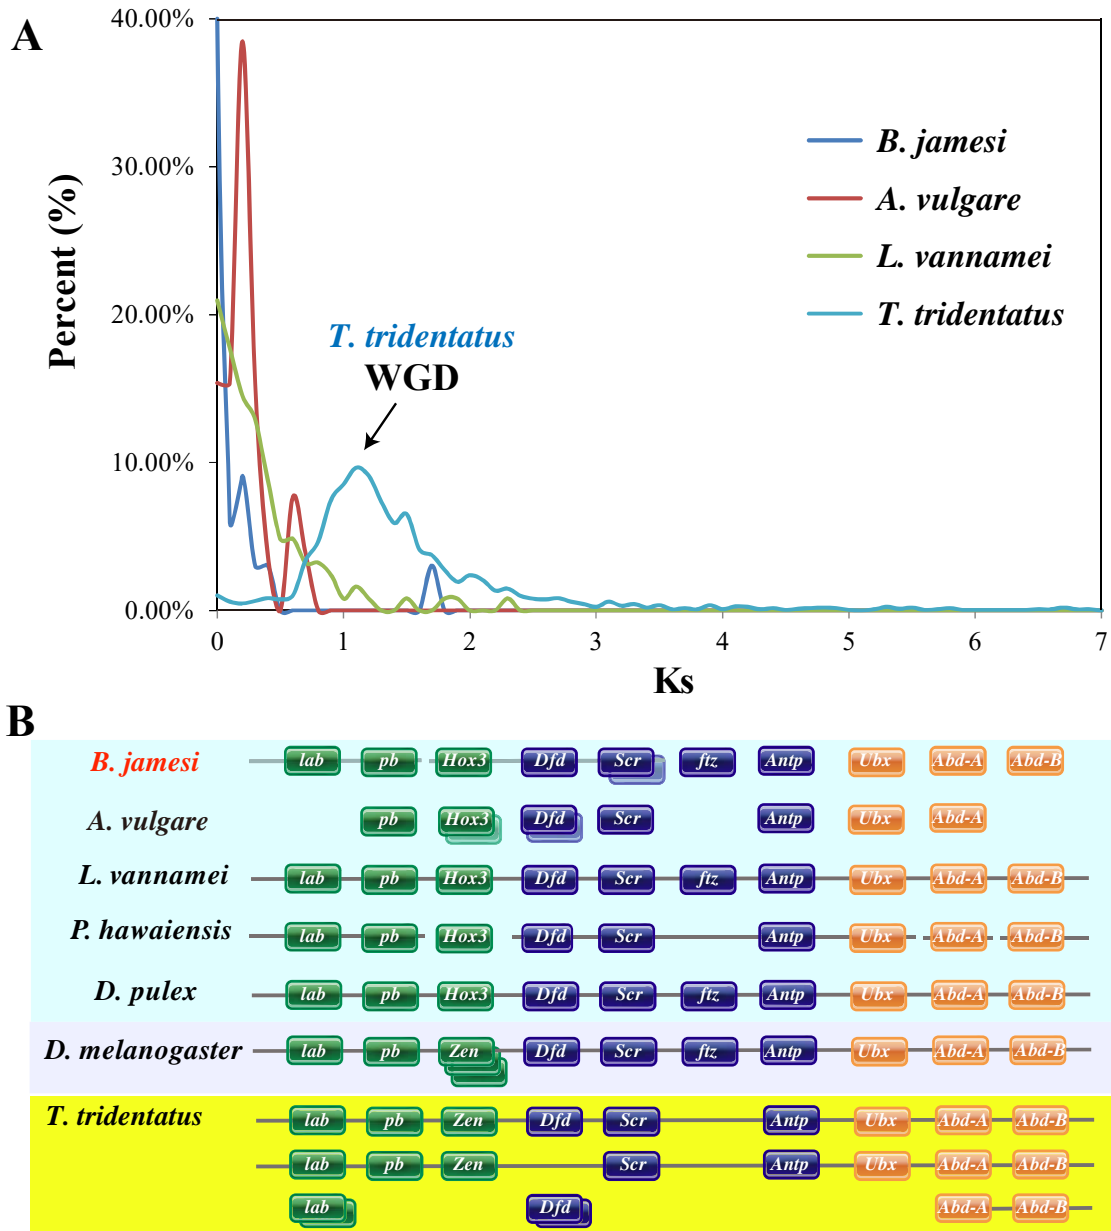 A
40.00%
30.00%
20.00%
10.00%
0.00%
Percent (%)
B. jamesi
A. vulgare
L. vannamei
T. tridentatus
T. tridentatus
WGD
0 1 2 3 4 5 6 7
Ks
B
B. jamesi lab pb Hox3 Dfd Scr ftz Antp Ubx Abd-A Abd-B
A. vulgare pb Hox3 Dfd Scr Antp Ubx Abd-A
L. vannamei lab pb Hox3 Dfd Scr ftz Antp Ubx Abd-A Abd-B
P. hawaiensis lab pb Hox3 Dfd Scr Antp Ubx Abd-A Abd-B
D. pulex lab pb Hox3 Dfd Scr ftz Antp Ubx Abd-A Abd-B
D. melanogaster lab pb Zen Dfd Scr ftz Antp Ubx Abd-A Abd-B
T. tridentatus lab pb Zen Dfd Scr Antp Ubx Abd-A Abd-B
lab pb Zen Scr Antp Ubx Abd-A Abd-B
lab Dfd Abd-A Abd-B